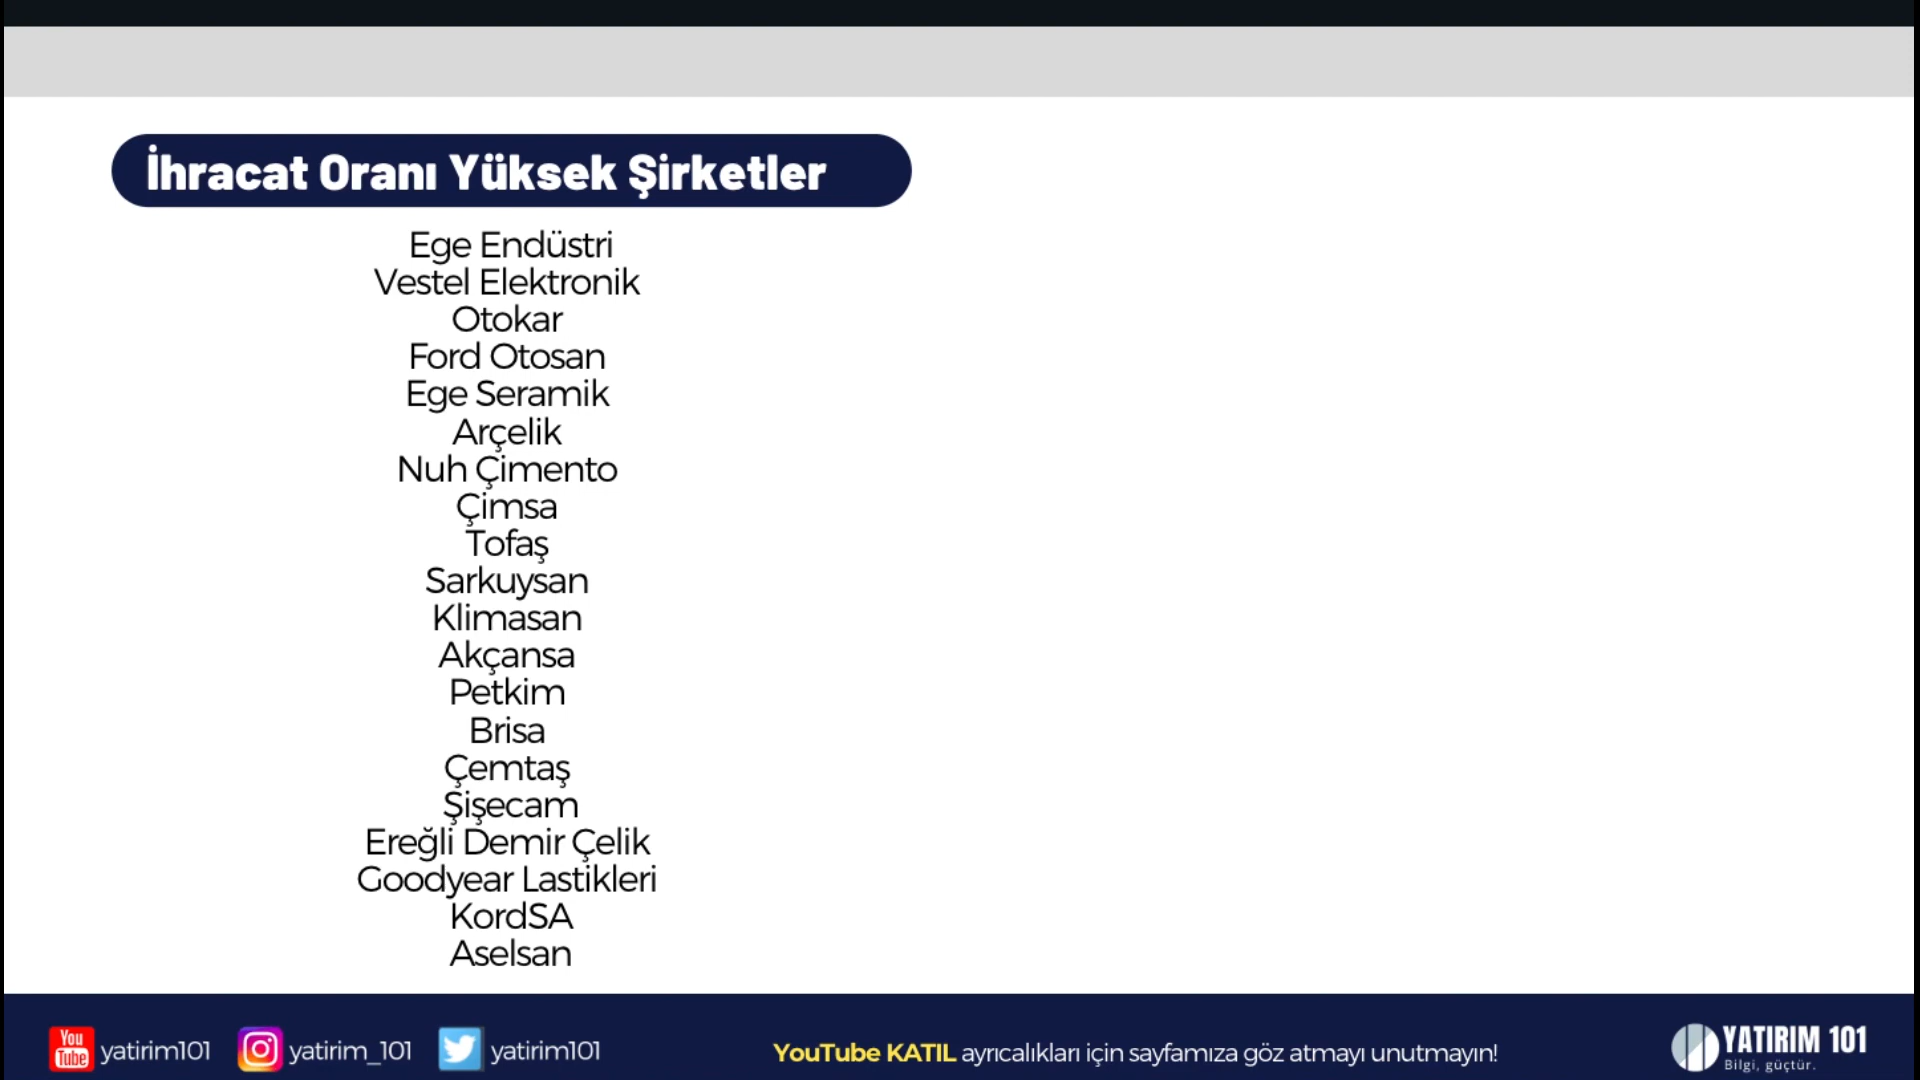 İhracat Oranı Yüksek Şirketler
Ege Endüstri
Vestel Elektronik
Otokar
Ford Otosan
Ege Seramik
Arçelik
Nuh Çimento
Çimsa
Tofaş
Sarkuysan
Klimasan
Akçansa
Petkim
Brisa
Çemtaş
Şişecam
Ereğli Demir Çelik
Goodyear Lastikleri
KordSA
Aselsan
You Tube yatirim101
yatirim_101
yatirim101
YouTube KATIL ayrıcalıkları için sayfamıza göz atmayı unutmayın!
YATIRIM 101
Bilgi, güçtür.